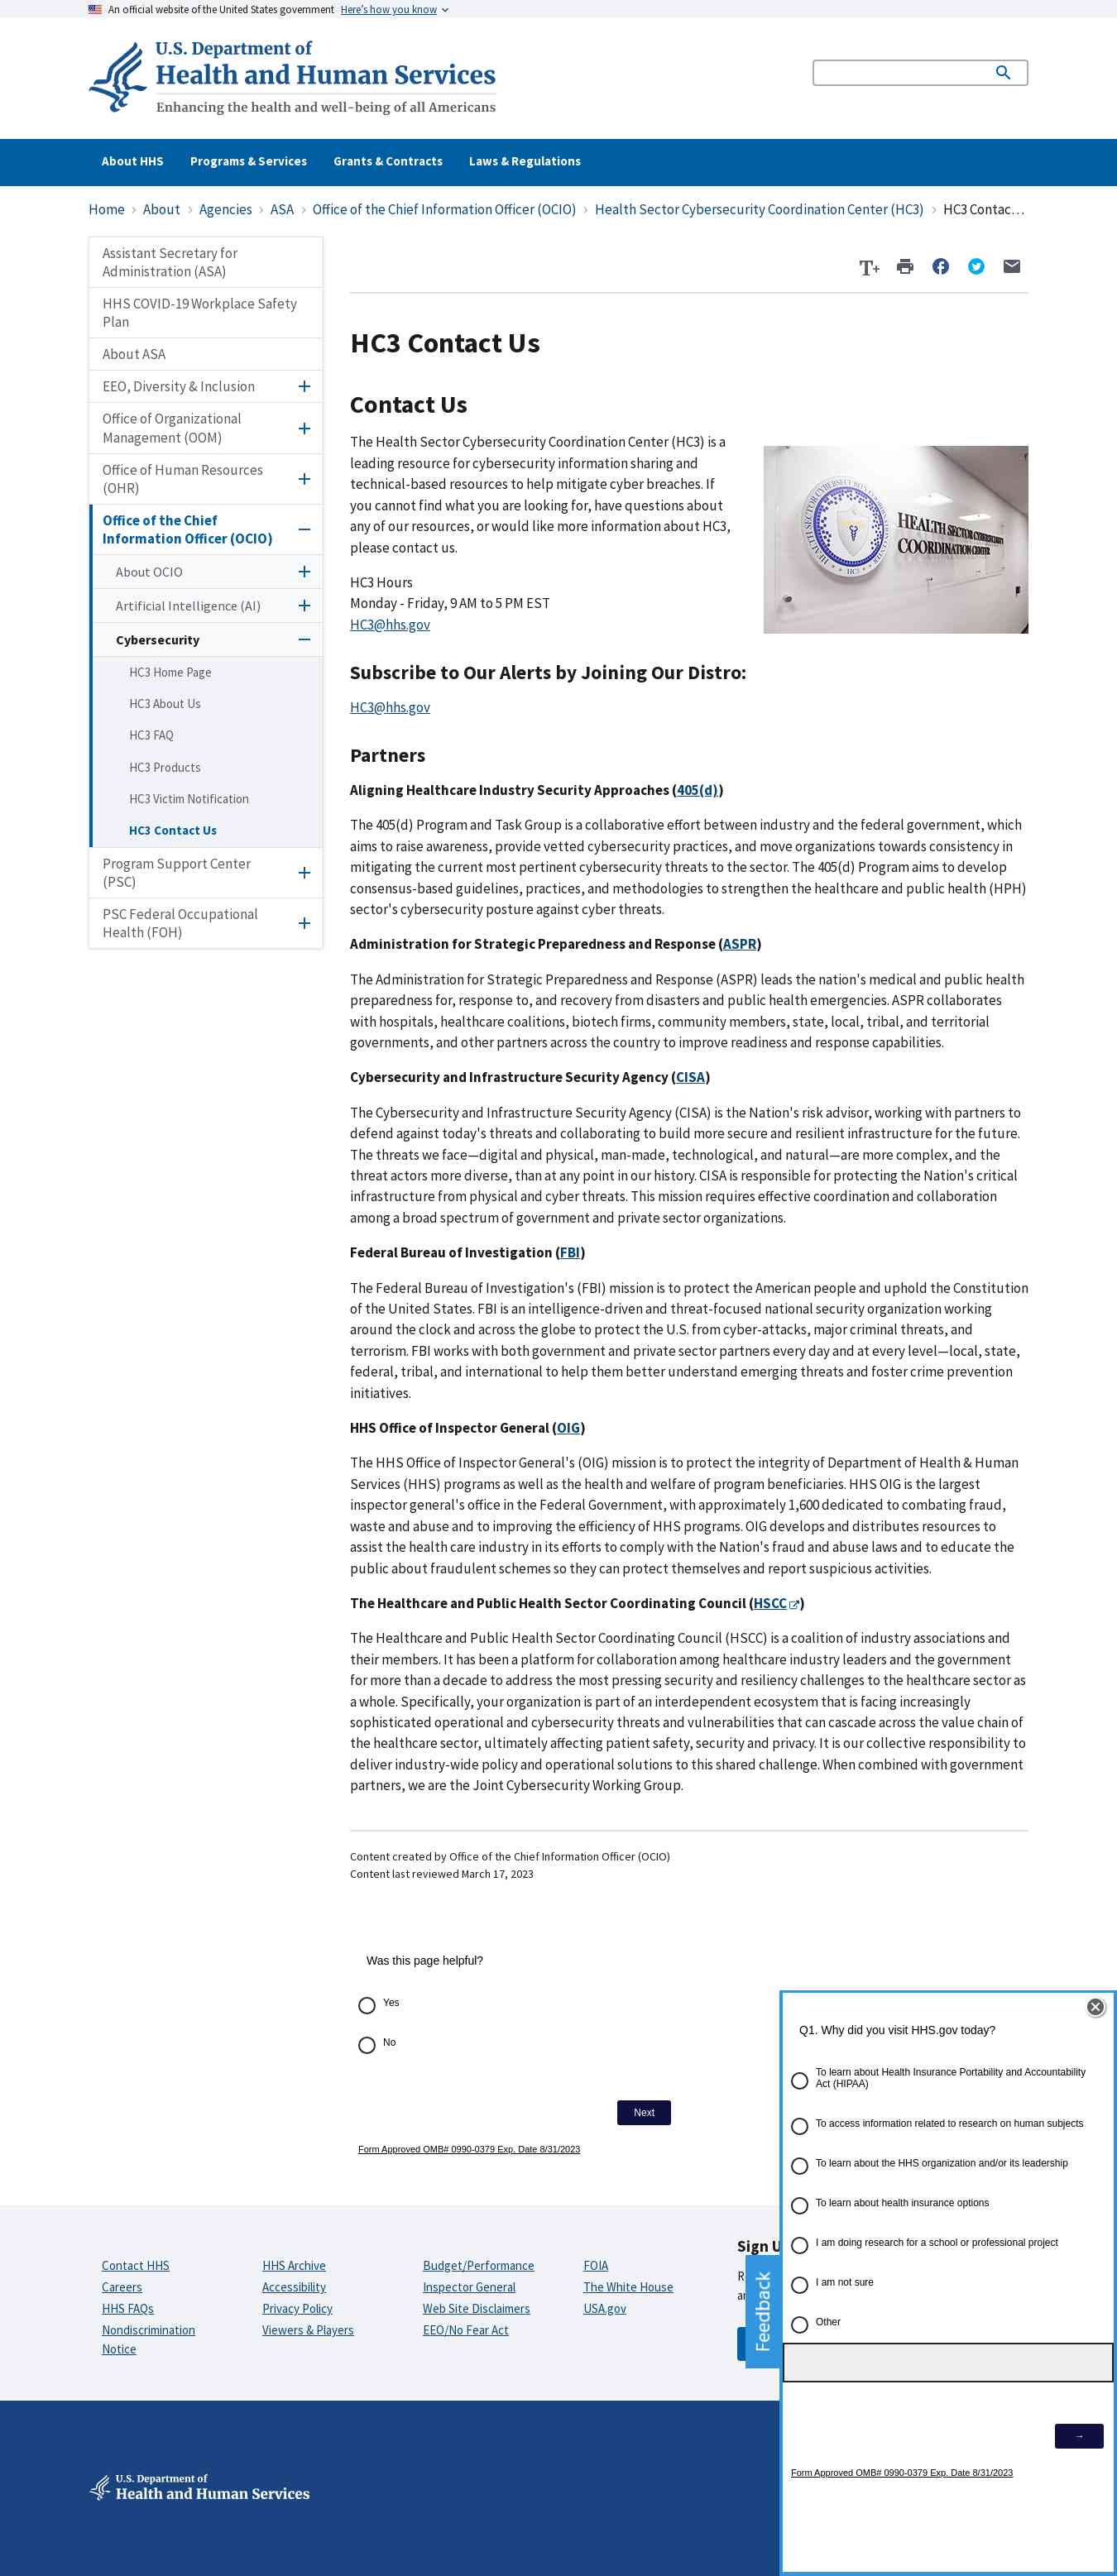 An official website of the United States government Here's how you know
U.S. Department of
Health and Human Services
Enhancing the health and well-being of all Americans
About HHS Programs & Services Grants & Contracts Laws & Regulations
Home About Agencies ASA Office of the Chief Information Officer (OCIO) Health Sector Cybersecurity Coordination Center (HC3) HC3 Contac…
Assistant Secretary for
Administration (ASA)
HHS COVID-19 Workplace Safety
Plan
About ASA
EEO, Diversity & Inclusion
Office of Organizational
Management (OOM)
Office of Human Resources
(OHR)
Office of the Chief
Information Officer (OCIO)
About OCIO
Artificial Intelligence (AI)
Cybersecurity
HC3 Home Page
HC3 About Us
HC3 FAQ
HC3 Products
HC3 Victim Notification
HC3 Contact Us
Program Support Center
(PSC)
PSC Federal Occupational
Health (FOH)
T+
HC3 Contact Us
Contact Us
The Health Sector Cybersecurity Coordination Center (HC3) is a
leading resource for cybersecurity information sharing and
technical-based resources to help mitigate cyber breaches. If
you cannot find what you are looking for, have questions about
any of our resources, or would like more information about HC3,
please contact us.
HEALTH SECTOR CYBERSECURITY
COORDINATION CENTER
HC3 Hours
Monday - Friday, 9 AM to 5 PM EST
HC3@hhs.gov
Subscribe to Our Alerts by Joining Our Distro:
HC3@hhs.gov
Partners
Aligning Healthcare Industry Security Approaches (405(d))
The 405(d) Program and Task Group is a collaborative effort between industry and the federal government, which
aims to raise awareness, provide vetted cybersecurity practices, and move organizations towards consistency in
mitigating the current most pertinent cybersecurity threats to the sector. The 405(d) Program aims to develop
consensus-based guidelines, practices, and methodologies to strengthen the healthcare and public health (HPH)
sector's cybersecurity posture against cyber threats.
Administration for Strategic Preparedness and Response (ASPR)
The Administration for Strategic Preparedness and Response (ASPR) leads the nation's medical and public health
preparedness for, response to, and recovery from disasters and public health emergencies. ASPR collaborates
with hospitals, healthcare coalitions, biotech firms, community members, state, local, tribal, and territorial
governments, and other partners across the country to improve readiness and response capabilities.
Cybersecurity and Infrastructure Security Agency (CISA)
The Cybersecurity and Infrastructure Security Agency (CISA) is the Nation's risk advisor, working with partners to
defend against today's threats and collaborating to build more secure and resilient infrastructure for the future.
The threats we face—digital and physical, man-made, technological, and natural—are more complex, and the
threat actors more diverse, than at any point in our history. CISA is responsible for protecting the Nation's critical
infrastructure from physical and cyber threats. This mission requires effective coordination and collaboration
among a broad spectrum of government and private sector organizations.
Federal Bureau of Investigation (FBI)
The Federal Bureau of Investigation's (FBI) mission is to protect the American people and uphold the Constitution
of the United States. FBI is an intelligence-driven and threat-focused national security organization working
around the clock and across the globe to protect the U.S. from cyber-attacks, major criminal threats, and
terrorism. FBI works with both government and private sector partners every day and at every level—local, state,
federal, tribal, and international to help them better understand emerging threats and foster crime prevention
initiatives.
HHS Office of Inspector General (OIG)
The HHS Office of Inspector General's (OIG) mission is to protect the integrity of Department of Health & Human
Services (HHS) programs as well as the health and welfare of program beneficiaries. HHS OIG is the largest
inspector general's office in the Federal Government, with approximately 1,600 dedicated to combating fraud,
waste and abuse and to improving the efficiency of HHS programs. OIG develops and distributes resources to
assist the health care industry in its efforts to comply with the Nation's fraud and abuse laws and to educate the
public about fraudulent schemes so they can protect themselves and report suspicious activities.
The Healthcare and Public Health Sector Coordinating Council (HSCC)
The Healthcare and Public Health Sector Coordinating Council (HSCC) is a coalition of industry associations and
their members. It has been a platform for collaboration among healthcare industry leaders and the government
for more than a decade to address the most pressing security and resiliency challenges to the healthcare sector as
a whole. Specifically, your organization is part of an interdependent ecosystem that is facing increasingly
sophisticated operational and cybersecurity threats and vulnerabilities that can cascade across the value chain of
the healthcare sector, ultimately affecting patient safety, security and privacy. It is our collective responsibility to
deliver industry-wide policy and operational solutions to this shared challenge. When combined with government
partners, we are the Joint Cybersecurity Working Group.
Content created by Office of the Chief Information Officer (OCIO)
Content last reviewed March 17, 2023
Was this page helpful?
Yes
No
Next
Form Approved OMB# 0990-0379 Exp. Date 8/31/2023
Q1. Why did you visit HHS.gov today?
To learn about Health Insurance Portability and Accountability
Act (HIPAA)
To access information related to research on human subjects
To learn about the HHS organization and/or its leadership
To learn about health insurance options
I am doing research for a school or professional project
I am not sure
Other
→
Form Approved OMB# 0990-0379 Exp. Date 8/31/2023
Feedback
Contact HHS
Careers
HHS FAQs
Nondiscrimination
Notice
HHS Archive
Accessibility
Privacy Policy
Viewers & Players
Budget/Performance
Inspector General
Web Site Disclaimers
EEO/No Fear Act
FOIA
The White House
USA.gov
Sign U
U.S. Department of
Health and Human Services